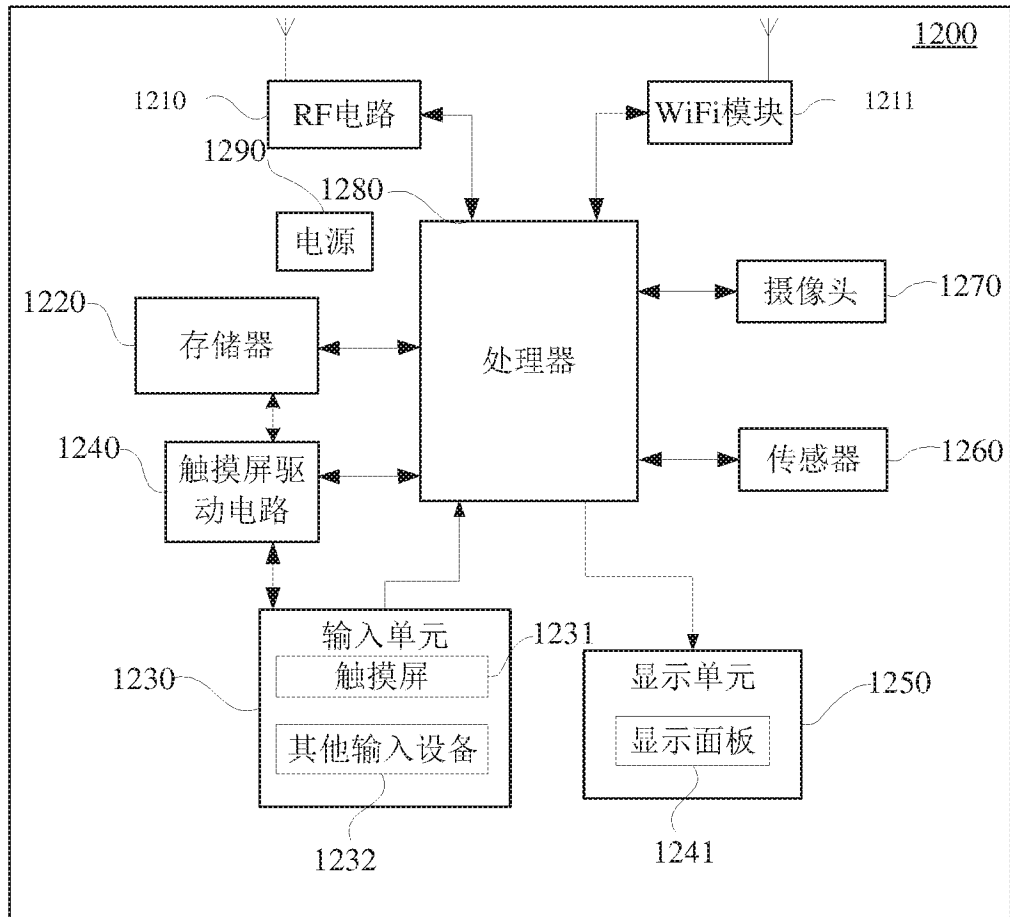 1200
1210
RF电路
WiFi模块
1211
1290
1280
电源
摄像头
1270
1220
存储器
处理器
1240
触摸屏驱
动电路
传感器
1260
输入单元
1231
触摸屏
1230
其他输入设备
1232
显示单元
1250
显示面板
1241